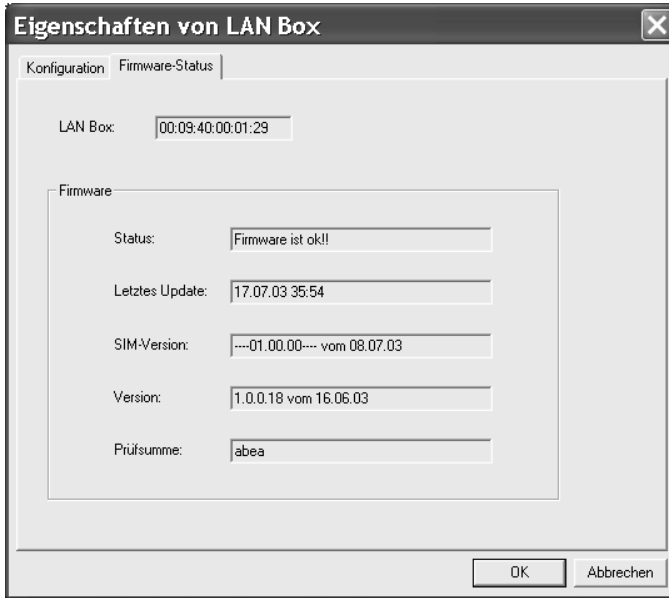 Eigenschaften von LAN Box
Konfiguration Firmware-Status
LAN Box: 00:09:40:00:01:29
Firmware
Status: Firmware ist ok!!
Letztes Update: 17.07.03 35:54
SIM-Version: ----01.00.00---- vom 08.07.03
Version: 1.0.0.18 vom 16.06.03
Prüfsumme: abea
OK Abbrechen